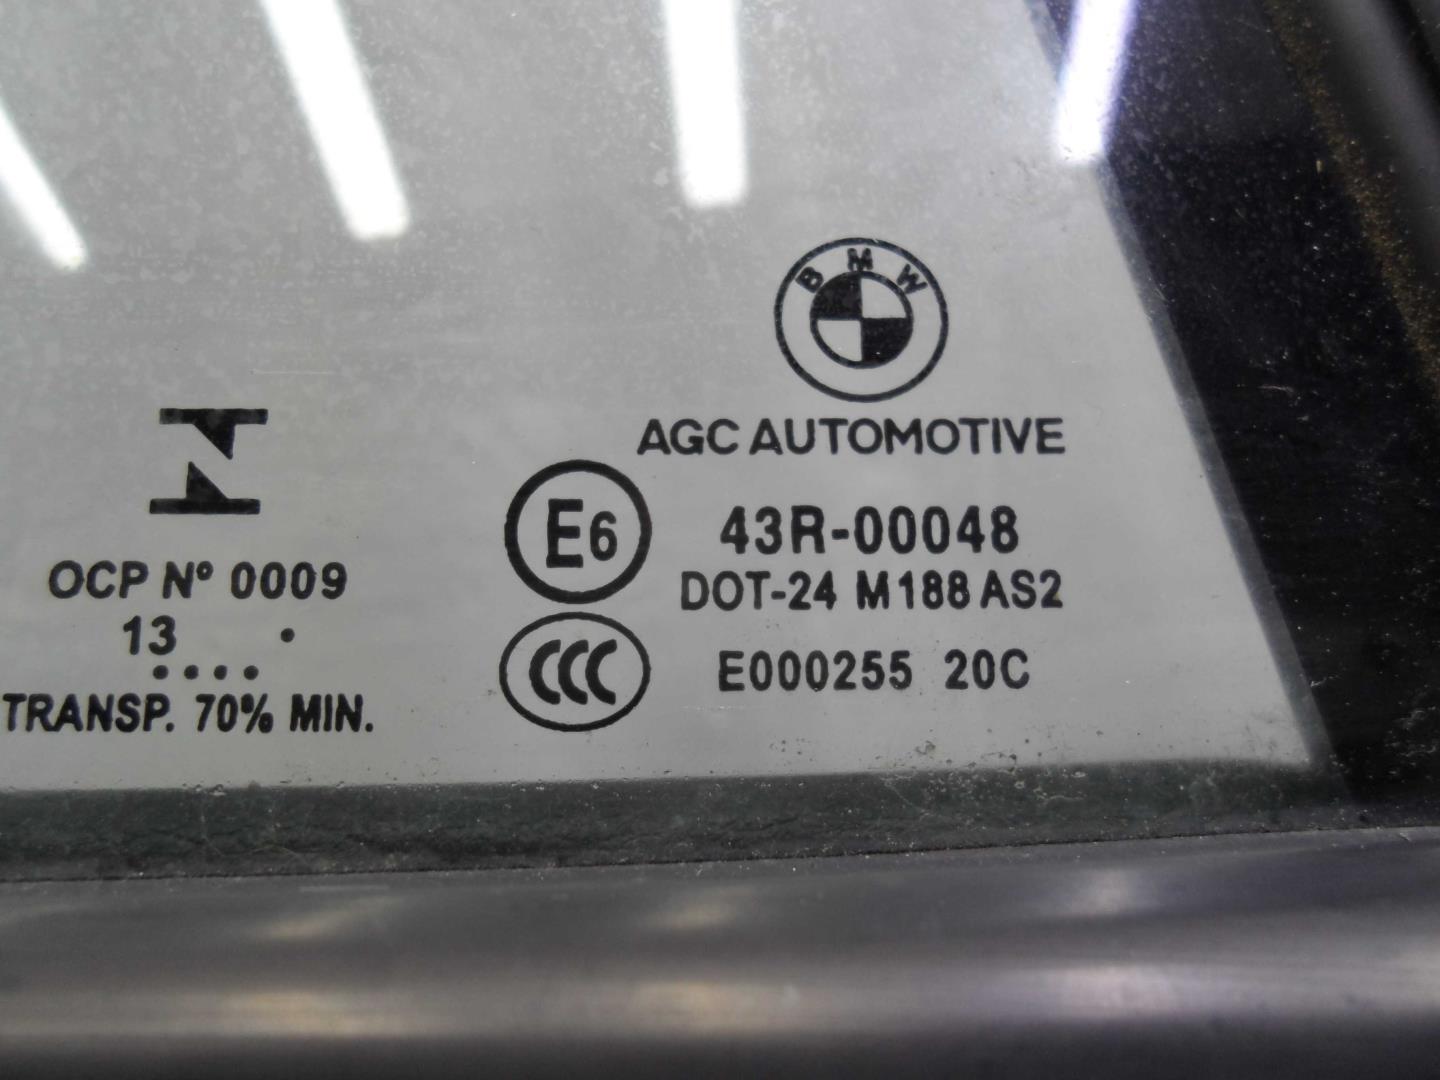 BMW
AGC AUTOMOTIVE
E6
43R-00048
DOT-24 M188 AS2
CCC
E000255 20C
OCP Nº 0009
13 .
....
TRANSP. 70% MIN.